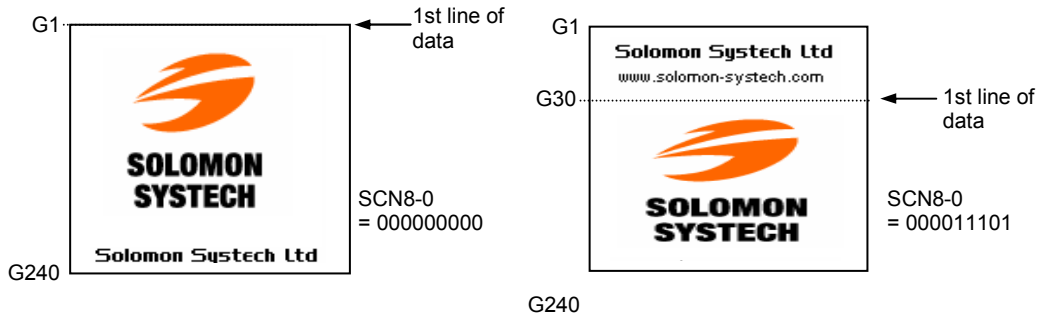 G1
1st line of
data
SOLOMON
SYSTECH
SCN8-0
= 000000000
Solomon Systech Ltd
G240
G1
Solomon Systech Ltd
www.solomon-systech.com
G30
1st line of
data
SOLOMON
SYSTECH
SCN8-0
= 000011101
G240